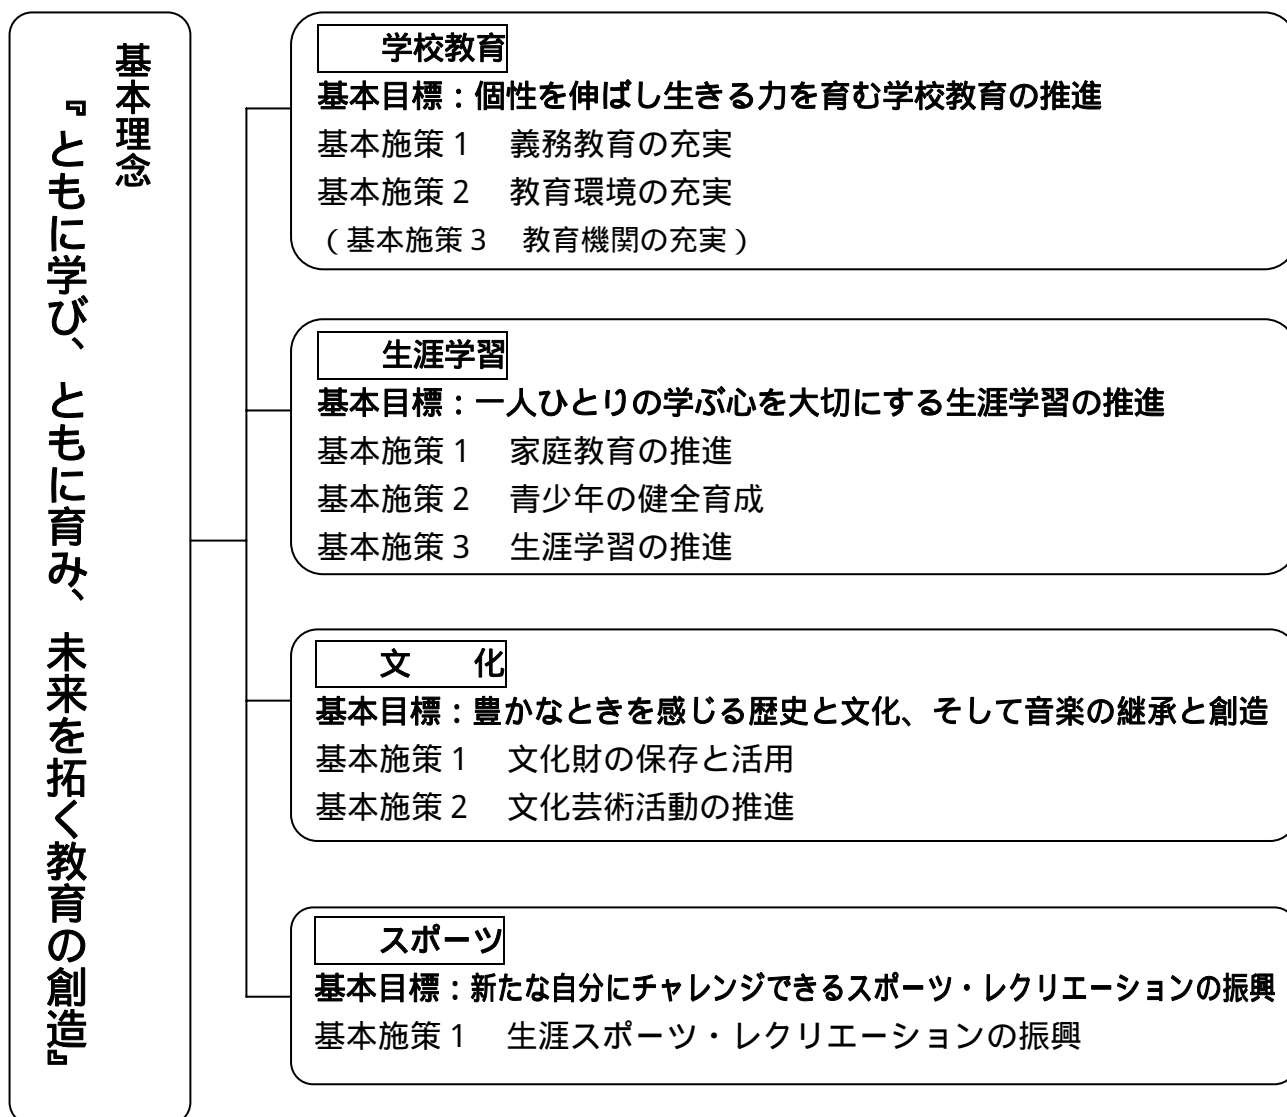 基本理念
『ともに学び、ともに育み、未来を拓く教育の創造』
学校教育
基本目標：個性を伸ばし生きる力を育む学校教育の推進
基本施策1　義務教育の充実
基本施策2　教育環境の充実
（基本施策3　教育機関の充実）
生涯学習
基本目標：一人ひとりの学ぶ心を大切にする生涯学習の推進
基本施策1　家庭教育の推進
基本施策2　青少年の健全育成
基本施策3　生涯学習の推進
文　化
基本目標：豊かなときを感じる歴史と文化、そして音楽の継承と創造
基本施策1　文化財の保存と活用
基本施策2　文化芸術活動の推進
スポーツ
基本目標：新たな自分にチャレンジできるスポーツ・レクリエーションの振興
基本施策1　生涯スポーツ・レクリエーションの振興